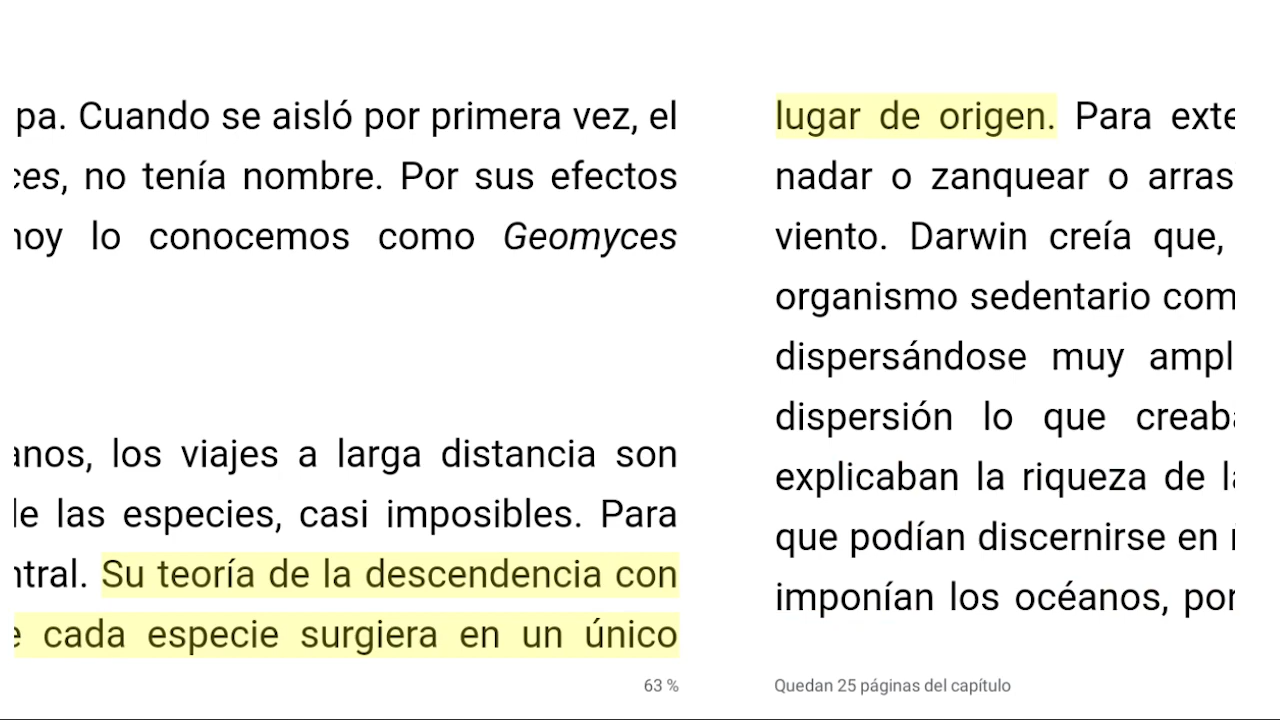 pa. Cuando se aisló por primera vez, el
ces, no tenía nombre. Por sus efectos
hoy lo conocemos como Geomyces
anos, los viajes a larga distancia son
de las especies, casi imposibles. Para
ntral. Su teoría de la descendencia con
e cada especie surgiera en un único
63 %
lugar de origen. Para exte
nadar o zanquear o arras
viento. Darwin creía que,
organismo sedentario com
dispersándose muy ampl
dispersión lo que creaba
explicaban la riqueza de la
que podían discernirse en
imponían los océanos, por
Quedan 25 páginas del capítulo